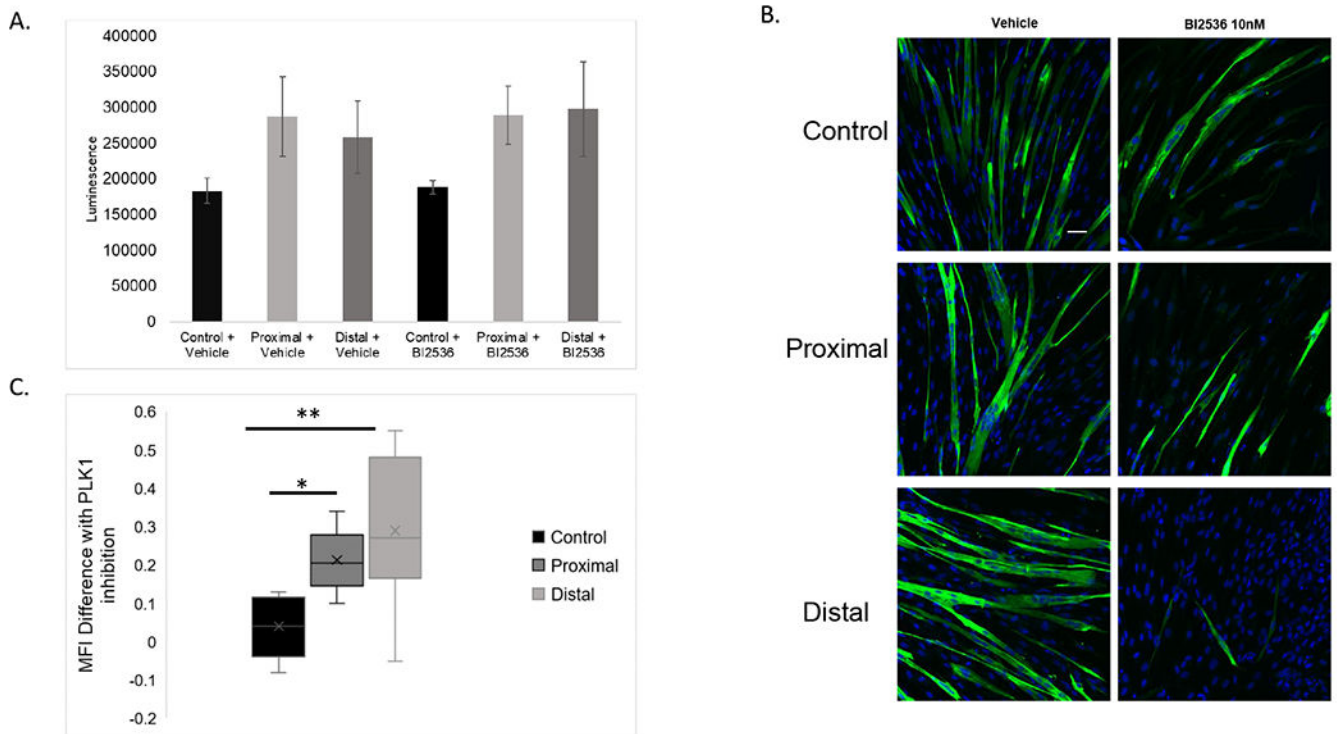 A.
Luminescence
400000
350000
300000
250000
200000
150000
100000
50000
0
Control +
Vehicle
Proximal +
Vehicle
Distal +
Vehicle
Control +
BI2536
Proximal +
BI2536
Distal +
BI2536
B.
Vehicle
BI2536 10nM
Control
Proximal
Distal
C.
MFI Difference with PLK1
inhibition
0.6
0.5
0.4
0.3
0.2
0.1
0
-0.1
-0.2
**
*
Control
Proximal
Distal